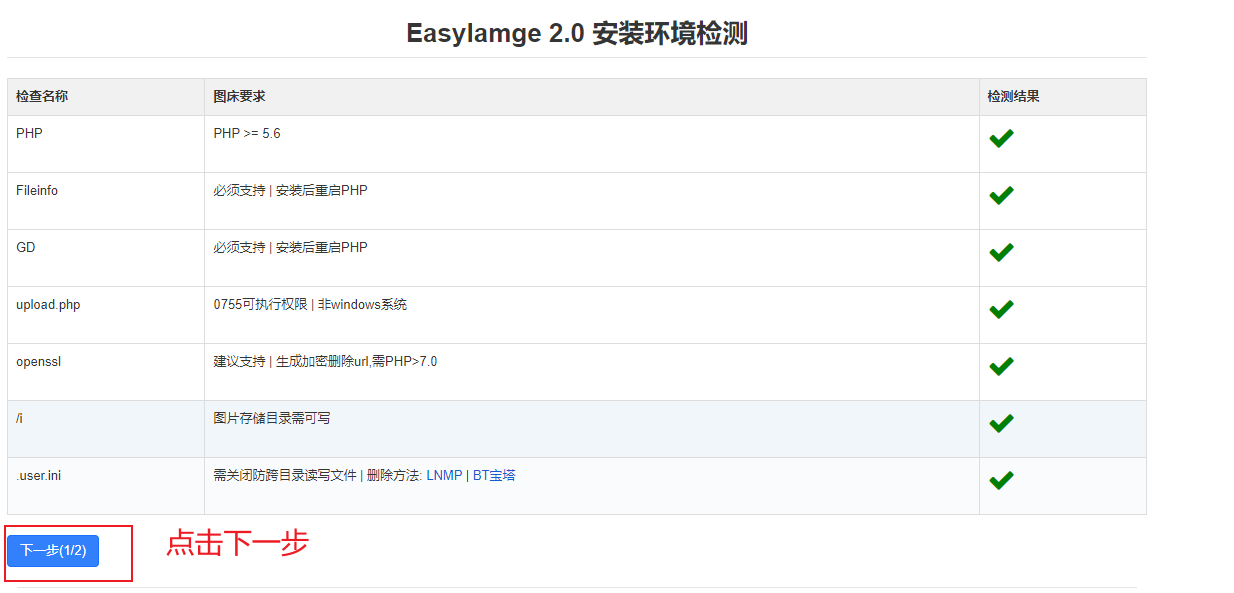 EasyIamge 2.0 安装环境检测
检查名称 图床要求 检测结果
PHP PHP >= 5.6
Fileinfo 必须支持 | 安装后重启PHP
GD 必须支持 | 安装后重启PHP
upload.php 0755可执行权限 | 非windows系统
openssl 建议支持 | 生成加密删除url,需PHP>7.0
/i 图片存储目录需可写
.user.ini 需关闭防跨目录读写文件 | 删除方法: LNMP | BT宝塔
下一步(1/2)
点击下一步